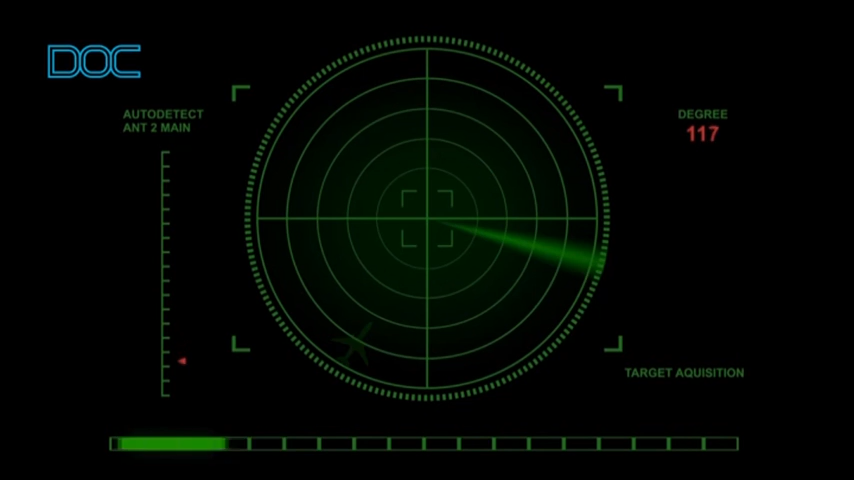 DOC
AUTODETECT
ANT 2 MAIN
DEGREE
117
TARGET AQUISITION